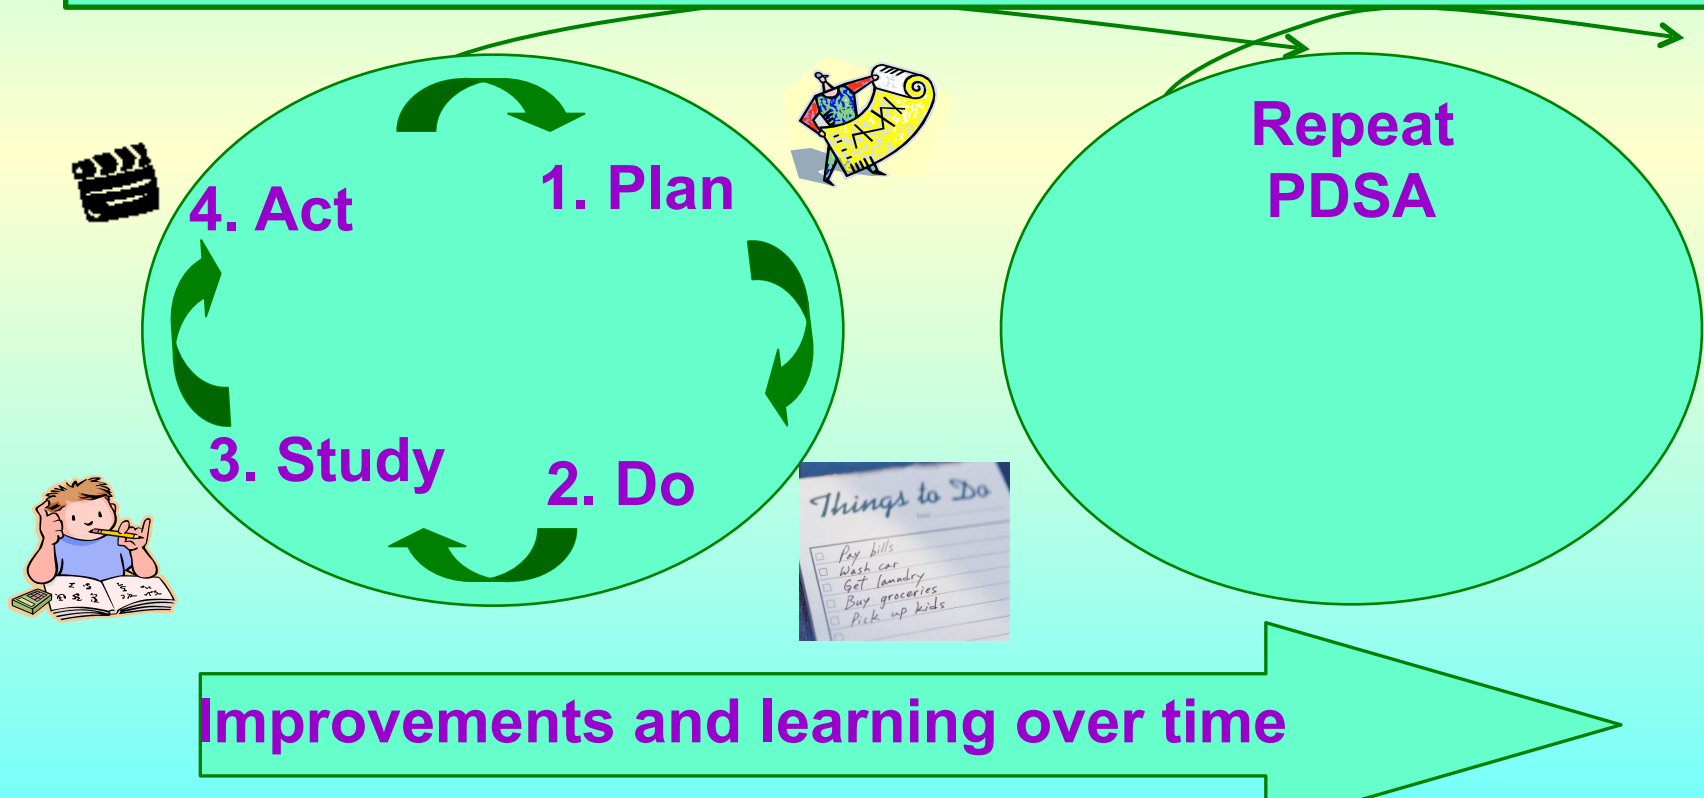 Repeat
PDSA
4. Act
1. Plan
3. Study
2. Do
Things to Do
Pay bills
Wash car
Get laundry
Buy groceries
Pick up kids
Improvements and learning over time